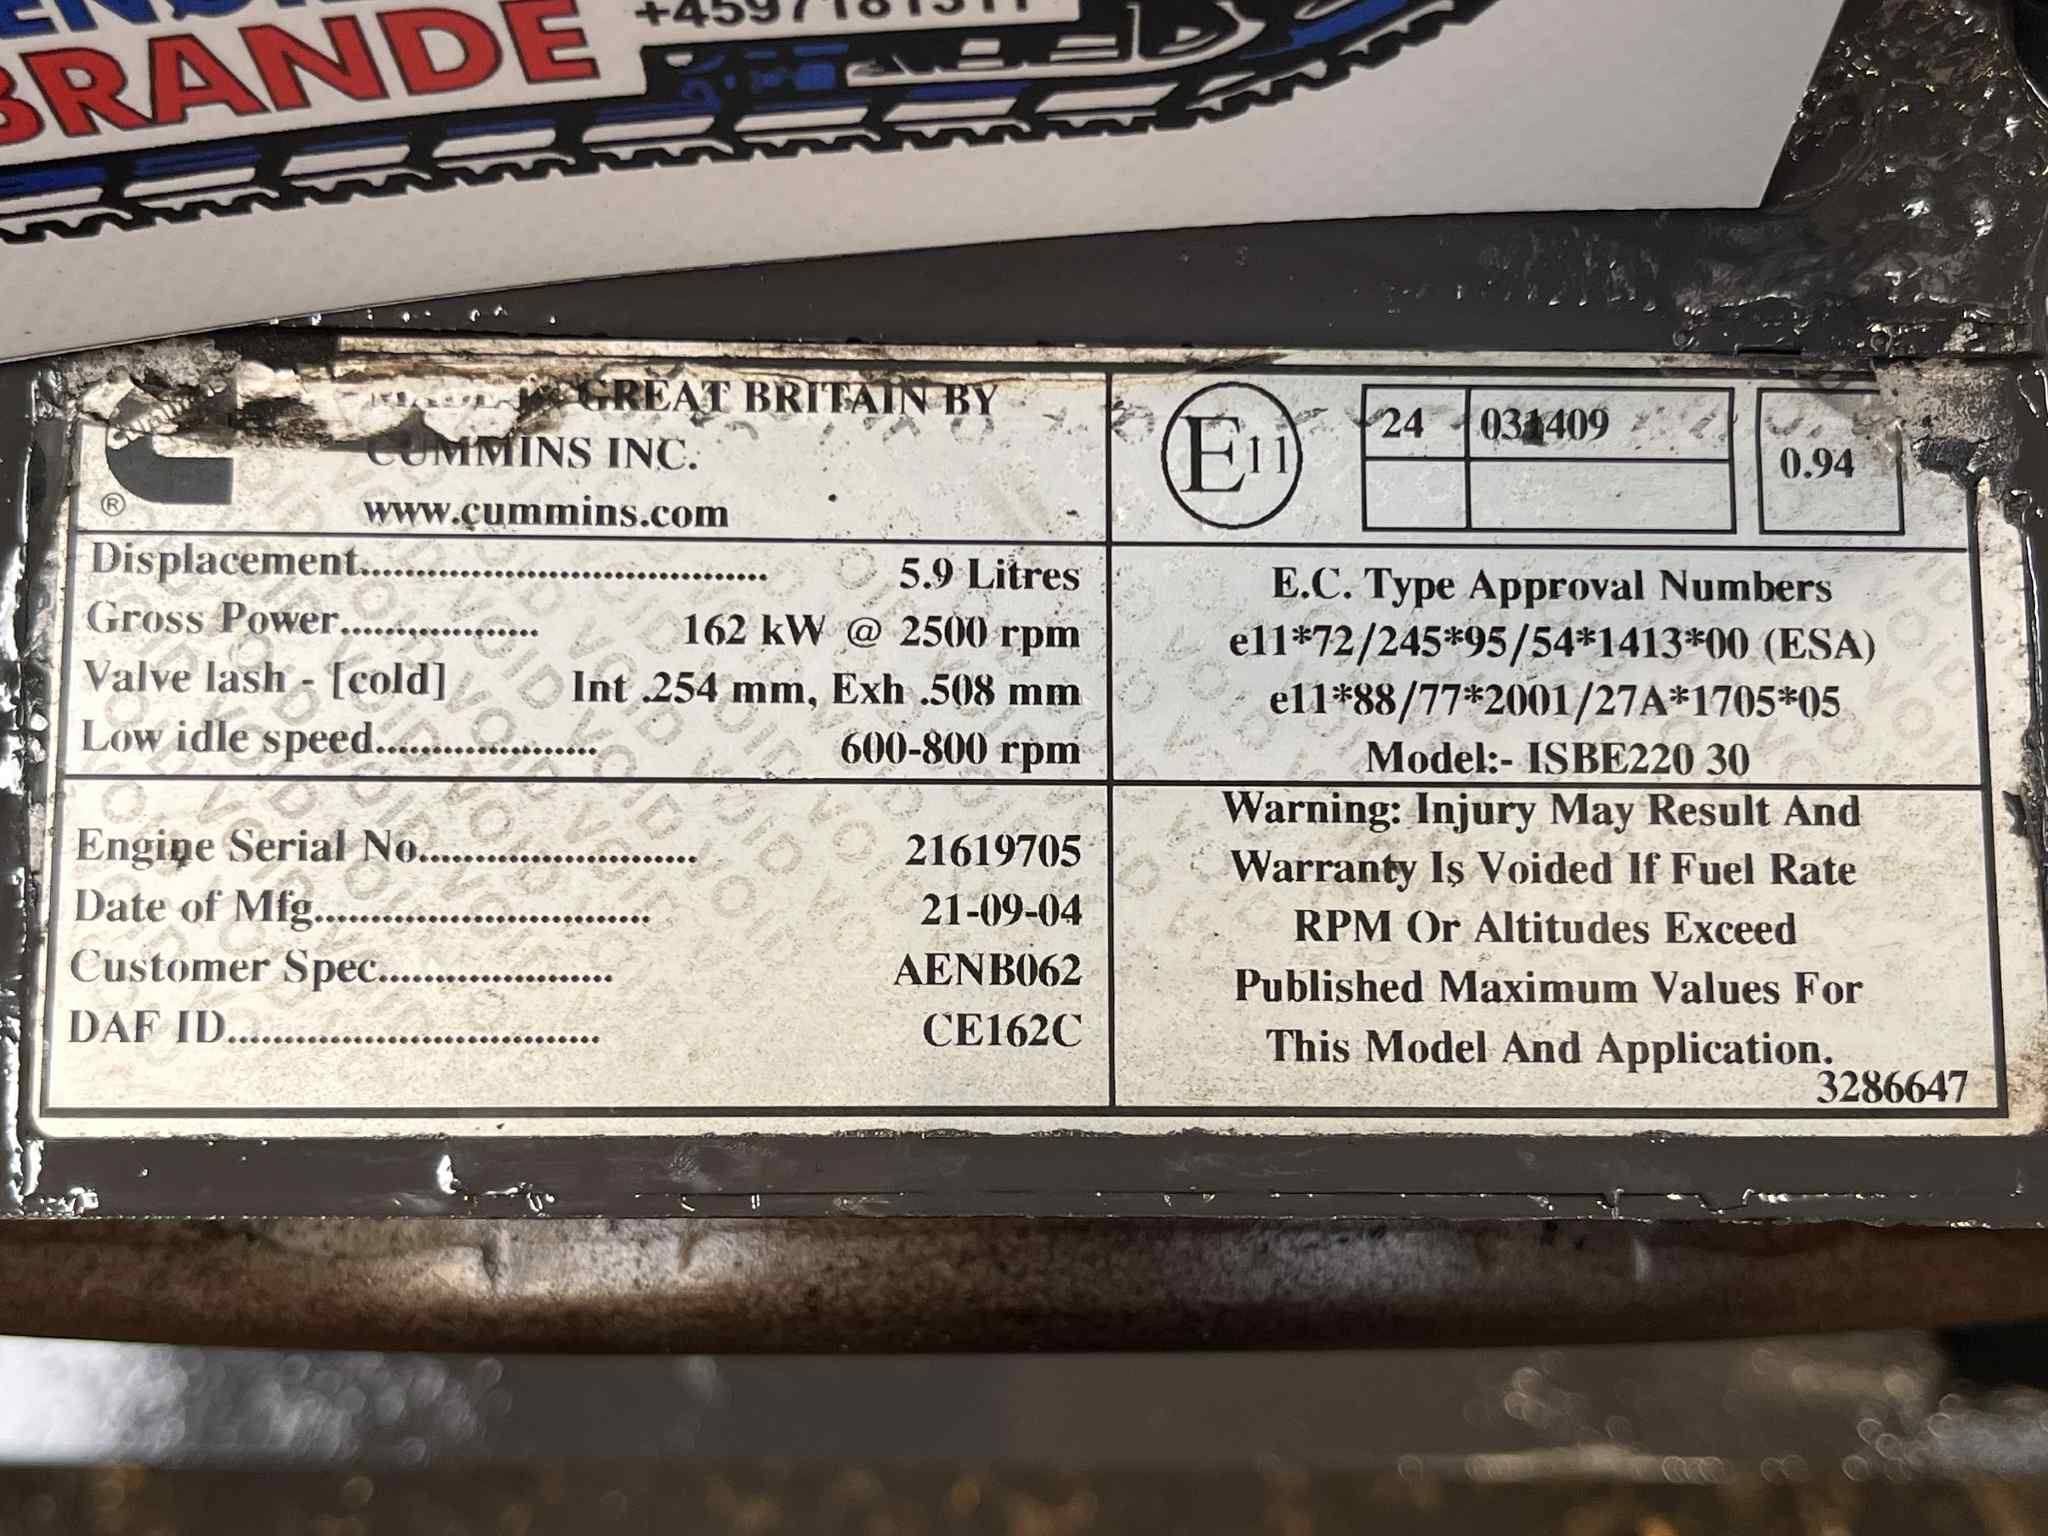 BRANDE
GREAT BRITAIN BY
CUMMINS INC.
www.cummins.com
®
E11
24 031409
0.94
Displacement..................................... 5.9 Litres
Gross Power.................. 162 kW @ 2500 rpm
Valve lash - [cold] Int .254 mm, Exh .508 mm
Low idle speed.................... 600-800 rpm
E.C. Type Approval Numbers
e11*72/245*95/54*1413*00 (ESA)
e11*88/77*2001/27A*1705*05
Model:- ISBE220 30
Engine Serial No......................... 21619705
Date of Mfg.............................. 21-09-04
Customer Spec..................... AENB062
DAF ID.................................. CE162C
Warning: Injury May Result And
Warranty Is Voided If Fuel Rate
RPM Or Altitudes Exceed
Published Maximum Values For
This Model And Application.
3286647